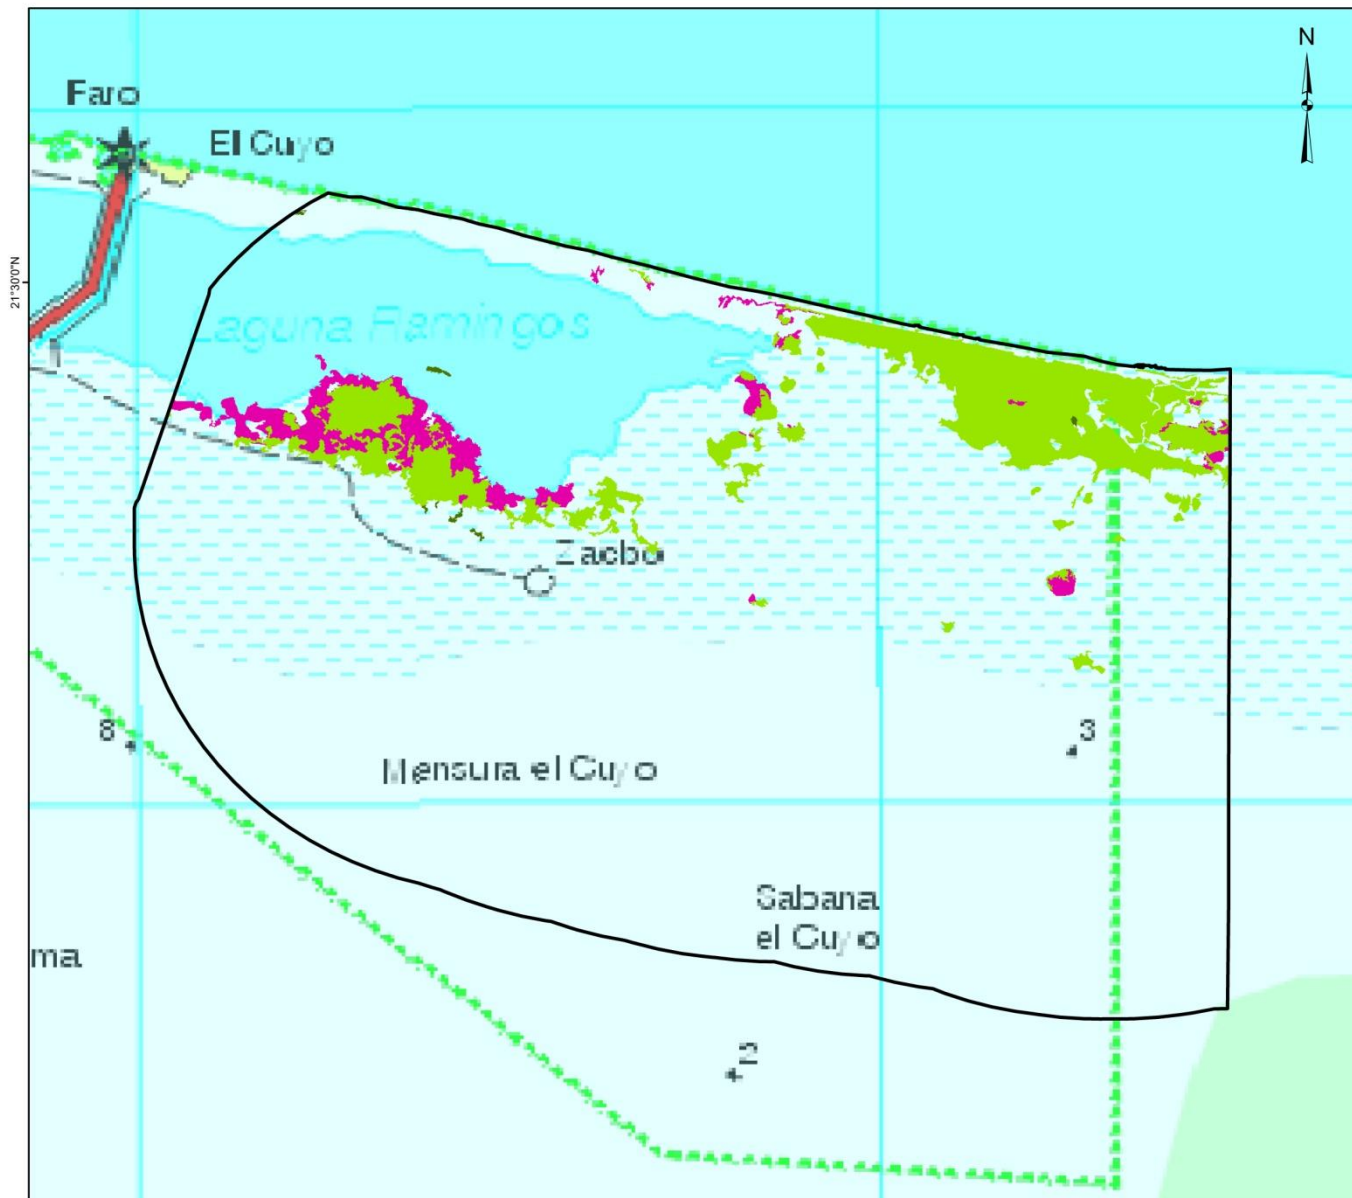 N
Faro
El Cuyo
21°30'0"N
Laguna Flamingos
Zacbo
8
3
Mensura el Cuyo
Sabana
el Cuyo
ma
2